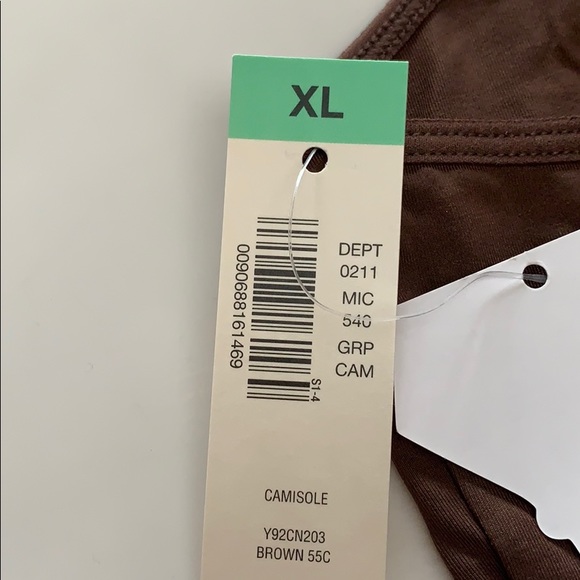 XL
DEPT
0211
MIC
540
GRP
CAM
0090688161469
S1-4
CAMISOLE
Y92CN203
BROWN 55C